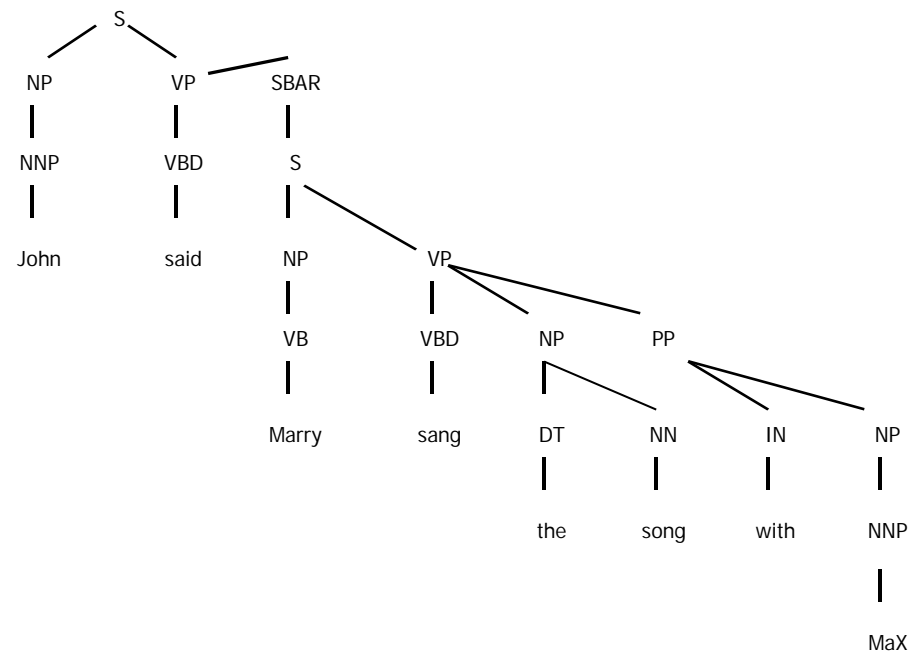 S
NP VP SBAR
NNP VBD S
John said NP VP
VB VBD NP PP
Marry sang DT NN IN NP
the song with NNP
MaX